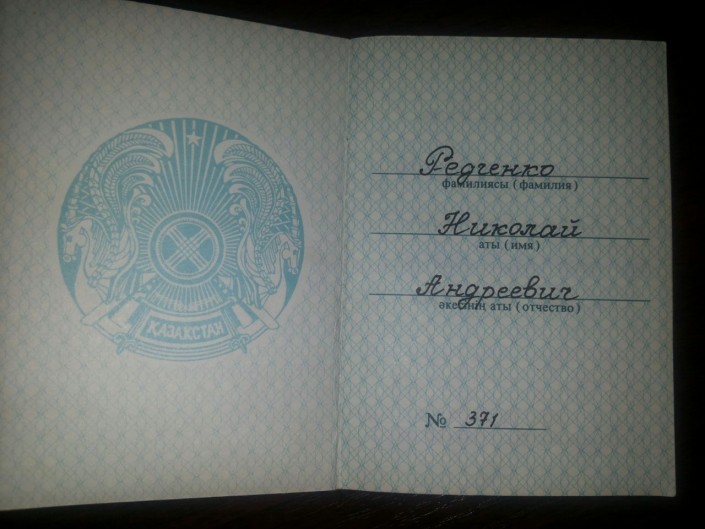 ҚАЗАҚСТАН
Редченко
фамилиясы (фамилия)
Николай
аты (имя)
Андреевич
әкесінің аты (отчество)
№ 371